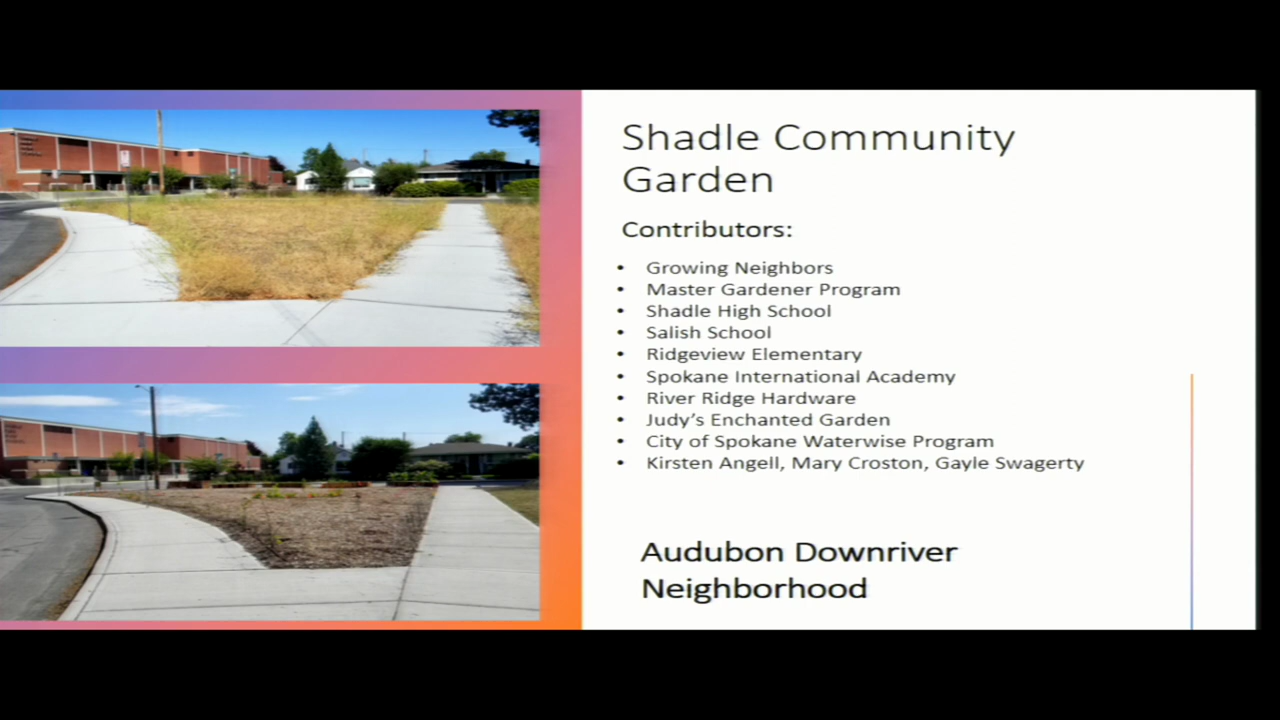 Shadle Community
Garden
Contributors:
• Growing Neighbors
• Master Gardener Program
• Shadle High School
• Salish School
• Ridgeview Elementary
• Spokane International Academy
• River Ridge Hardware
• Judy's Enchanted Garden
• City of Spokane Waterwise Program
• Kirsten Angell, Mary Croston, Gayle Swagerty
Audubon Downriver
Neighborhood